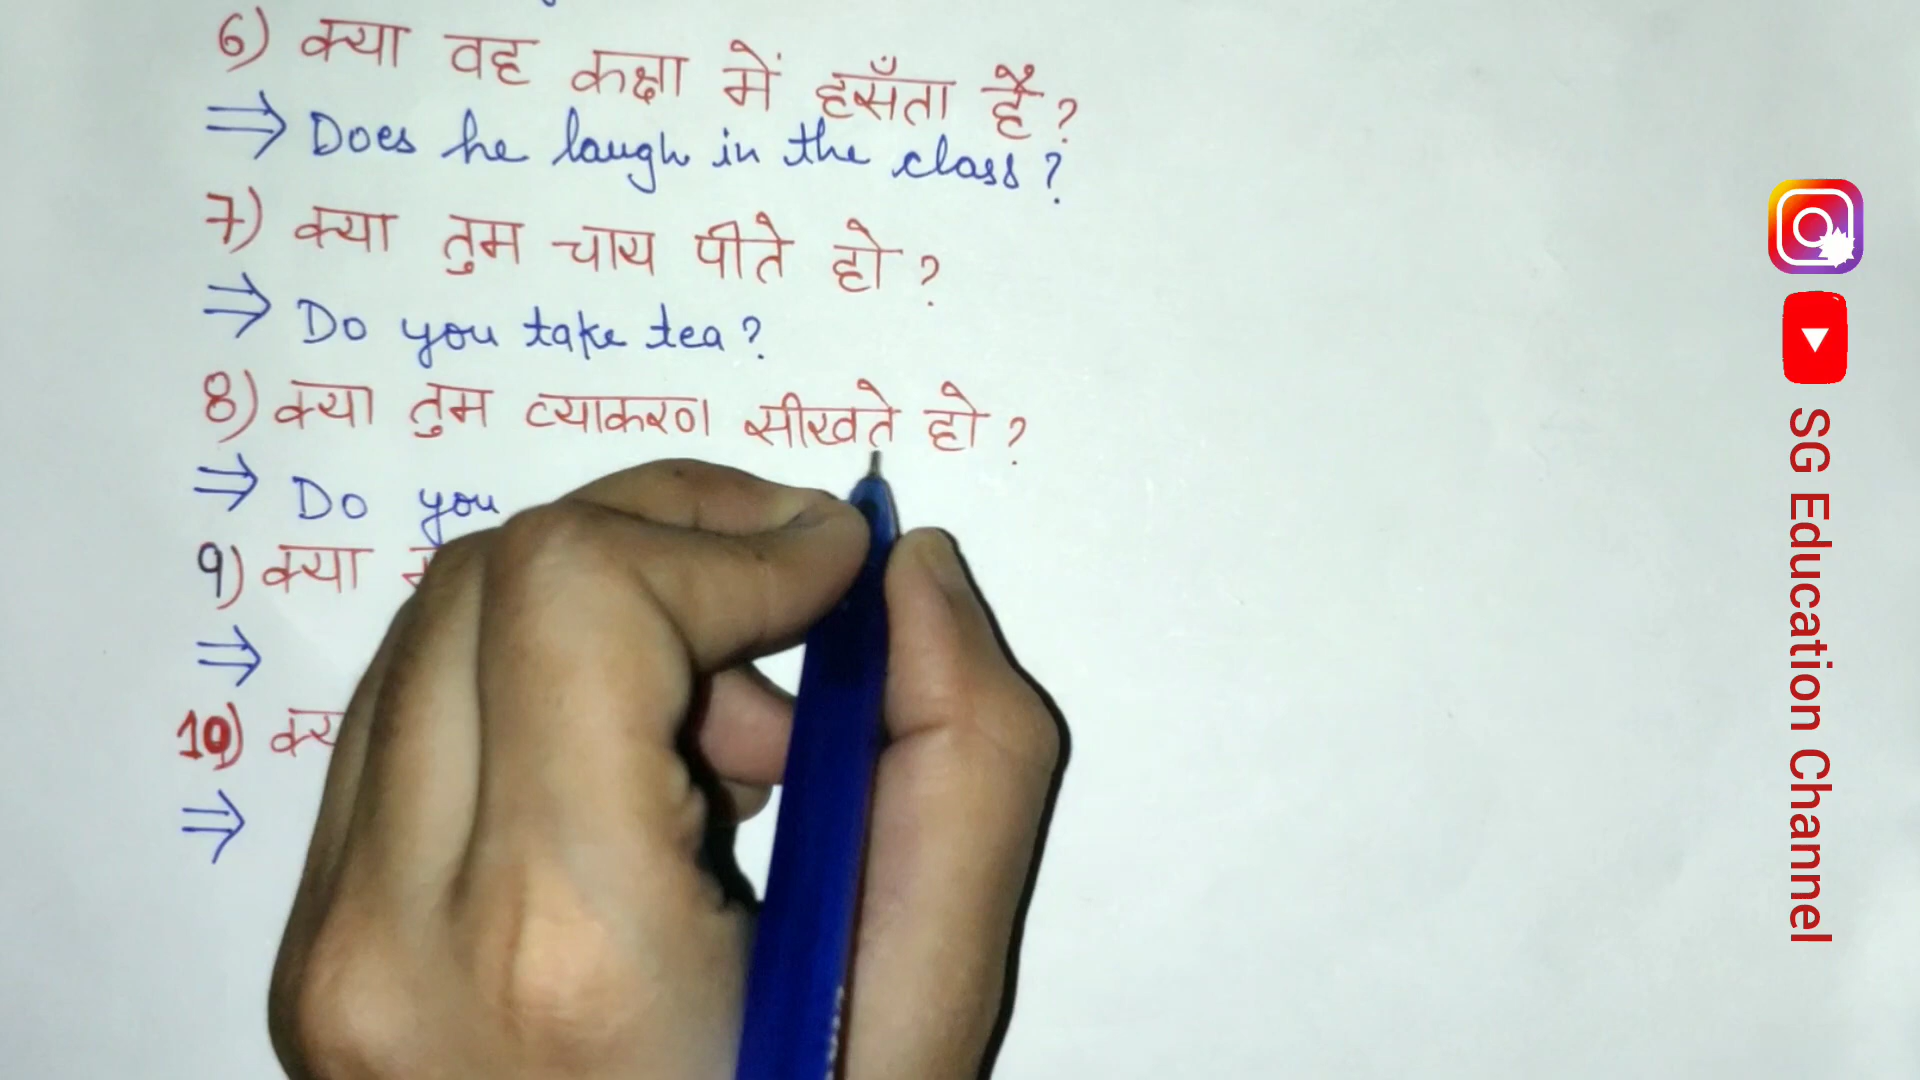 6) क्या वह कक्षा में हसँता है?
⇒ Does he laugh in the class?
7) क्या तुम चाय पीते हो?
⇒ Do you take tea?
8) क्या तुम व्याकरण सीखते हो?
⇒ Do you
9) क्या
⇒
10)
⇒
SG Education Channel